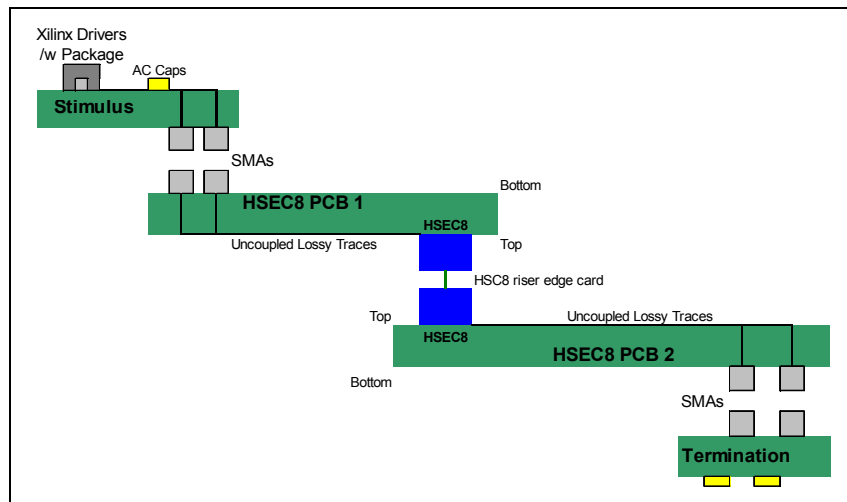 Xilinx Drivers
/w Package
AC Caps
Stimulus
SMAs
Bottom
HSEC8 PCB 1
HSEC8
Uncoupled Lossy Traces
Top
HSC8 riser edge card
Top
Uncoupled Lossy Traces
HSEC8
HSEC8 PCB 2
Bottom
SMAs
Termination